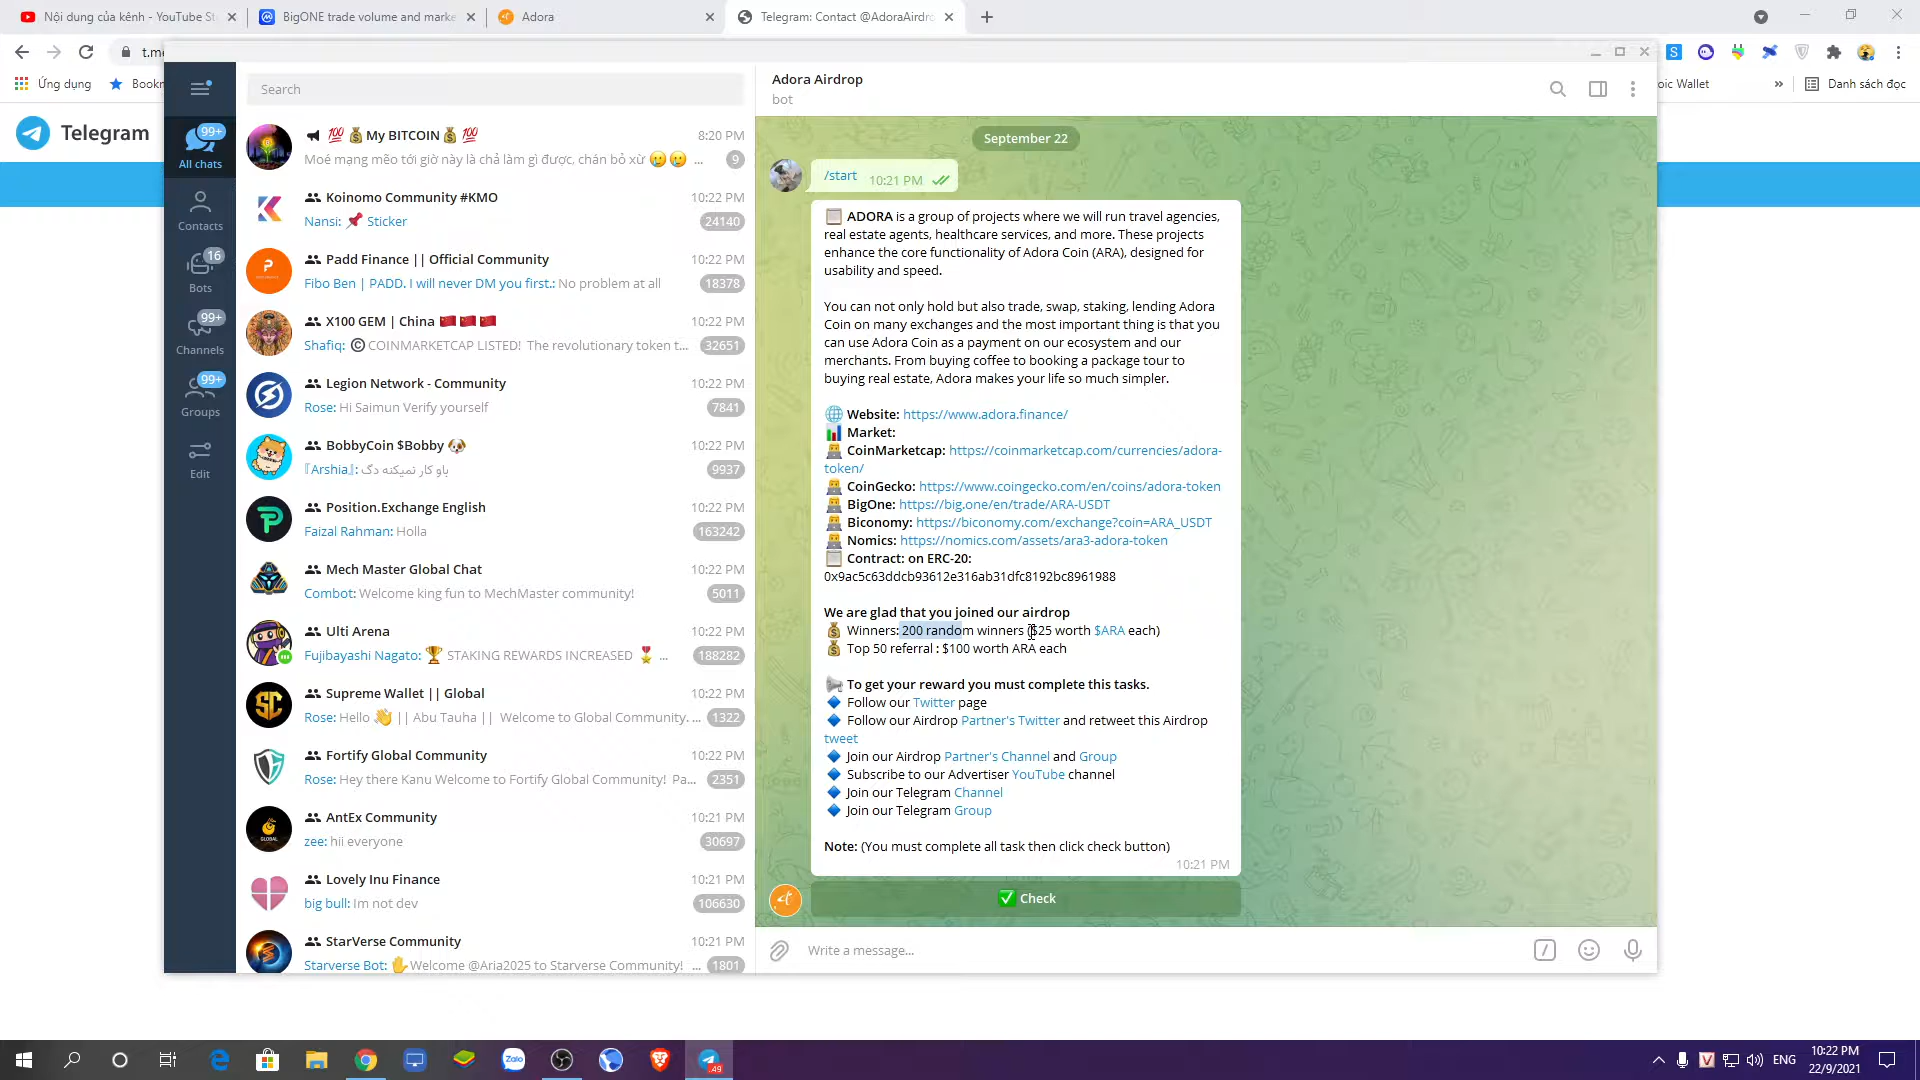 Nội dung của kênh - YouTube St
BigONE trade volume and marke
Adora
Telegram: Contact @AdoraAirdro
t.me
Ứng dụng
Bookn
oic Wallet
Danh sách đọc
Telegram
Search
Adora Airdrop
bot
99+
All chats
Contacts
16
Bots
99+
Channels
99+
Groups
Edit
💯💰My BITCOIN💰💯 8:20 PM
Moé mạng mẽo tới giờ này là chả làm gì được, chán bỏ xừ 🥲🥲 ... 9
Koinomo Community #KMO 10:22 PM
Nansi: 📌 Sticker 24140
Padd Finance || Official Community 10:22 PM
Fibo Ben | PADD. I will never DM you first.: No problem at all 18378
X100 GEM | China 🇨🇳🇨🇳🇨🇳 10:22 PM
Shafiq: ©COINMARKETCAP LISTED! The revolutionary token t... 32651
Legion Network - Community 10:22 PM
Rose: Hi Saimun Verify yourself 7841
BobbyCoin $Bobby 🐶 10:22 PM
『Arshia』: باو کار نمیکنه دگ 9937
Position.Exchange English 10:22 PM
Faizal Rahman: Holla 163242
Mech Master Global Chat 10:22 PM
Combot: Welcome king fun to MechMaster community! 5011
Ulti Arena 10:22 PM
Fujibayashi Nagato: 🏆 STAKING REWARDS INCREASED 🎖 ... 188282
Supreme Wallet || Global 10:22 PM
Rose: Hello 👋 || Abu Tauha || Welcome to Global Community. ... 1322
Fortify Global Community 10:22 PM
Rose: Hey there Kanu Welcome to Fortify Global Community! Pa... 2351
AntEx Community 10:21 PM
zee: hii everyone 30697
Lovely Inu Finance 10:21 PM
big bull: Im not dev 106630
StarVerse Community 10:21 PM
Starverse Bot: ✋Welcome @Aria2025 to Starverse Community! ... 1801
September 22
/start 10:21 PM
ADORA is a group of projects where we will run travel agencies,
real estate agents, healthcare services, and more. These projects
enhance the core functionality of Adora Coin (ARA), designed for
usability and speed.
You can not only hold but also trade, swap, staking, lending Adora
Coin on many exchanges and the most important thing is that you
can use Adora Coin as a payment on our ecosystem and our
merchants. From buying coffee to booking a package tour to
buying real estate, Adora makes your life so much simpler.
🌐 Website: https://www.adora.finance/
📊 Market:
CoinMarketcap: https://coinmarketcap.com/currencies/adora-
token/
CoinGecko: https://www.coingecko.com/en/coins/adora-token
BigOne: https://big.one/en/trade/ARA-USDT
Biconomy: https://biconomy.com/exchange?coin=ARA_USDT
Nomics: https://nomics.com/assets/ara3-adora-token
Contract: on ERC-20:
0x9ac5c63ddcb93612e316ab31dfc8192bc8961988
We are glad that you joined our airdrop
💰 Winners: 200 random winners ($25 worth $ARA each)
💰 Top 50 referral : $100 worth ARA each
📢 To get your reward you must complete this tasks.
🔷 Follow our Twitter page
🔷 Follow our Airdrop Partner's Twitter and retweet this Airdrop
tweet
🔷 Join our Airdrop Partner's Channel and Group
🔷 Subscribe to our Advertiser YouTube channel
🔷 Join our Telegram Channel
🔷 Join our Telegram Group
Note: (You must complete all task then click check button)
10:21 PM
✅ Check
Write a message...
Zalo
.49
ENG
10:22 PM
22/9/2021